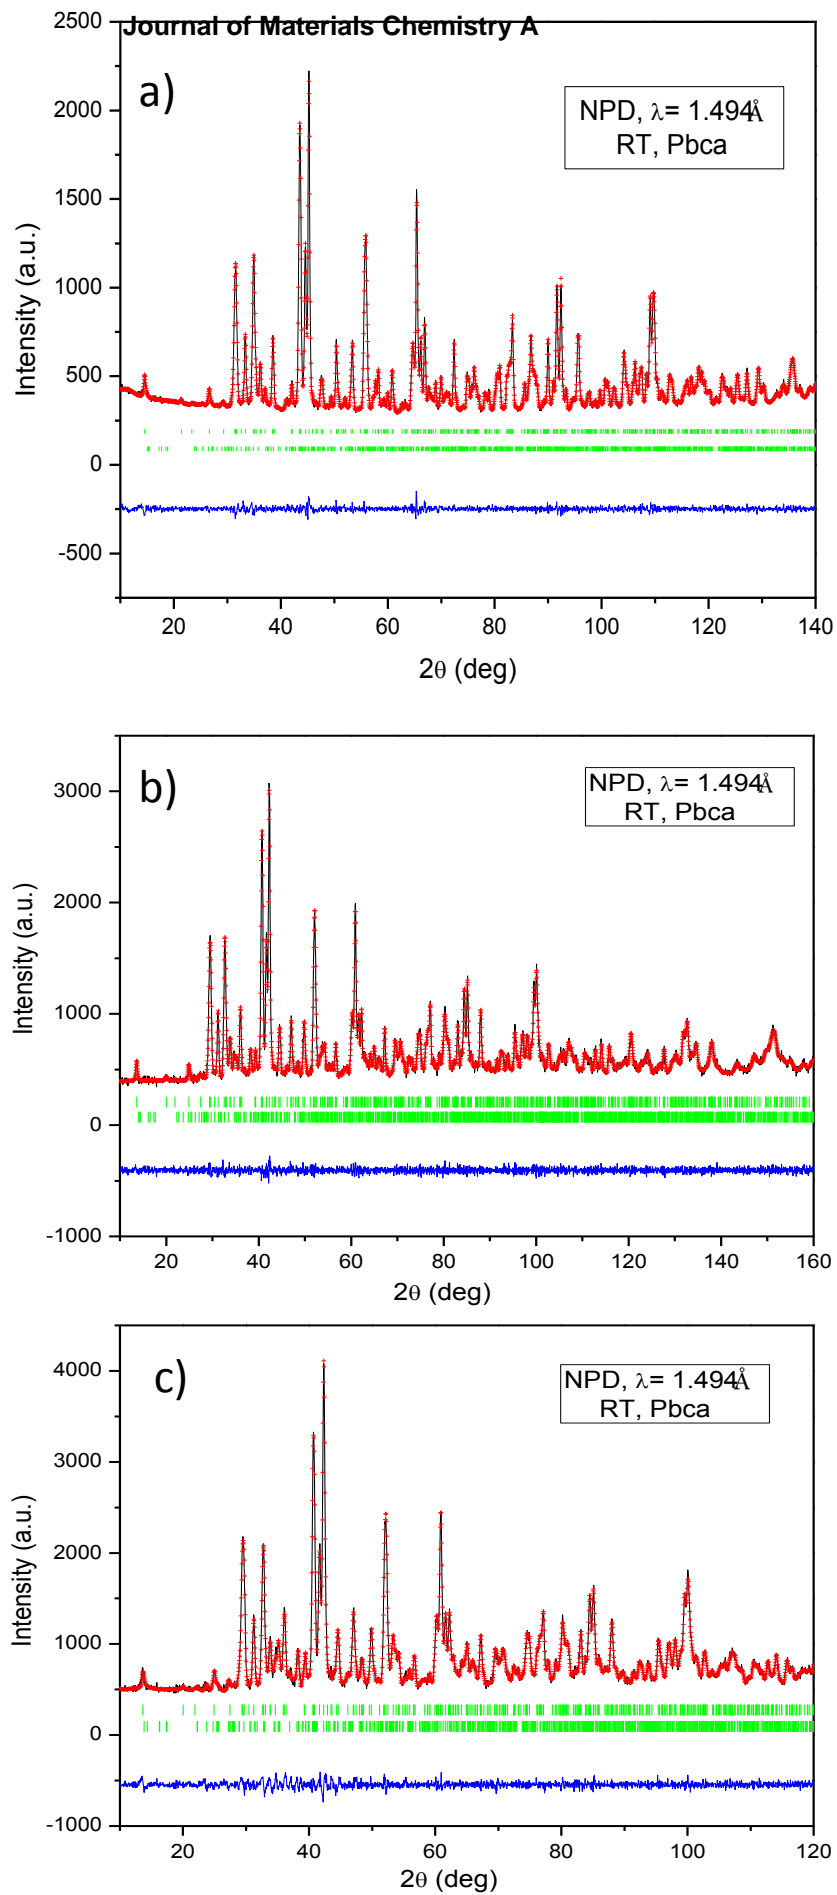 Journal of Materials Chemistry A
a)
NPD, λ= 1.494Å
RT, Pbca
Intensity (a.u.)
2500
2000
1500
1000
500
0
-500
20 40 60 80 100 120 140
2θ (deg)
b)
NPD, λ= 1.494Å
RT, Pbca
Intensity (a.u.)
3000
2000
1000
0
-1000
20 40 60 80 100 120 140 160
2θ (deg)
c)
NPD, λ= 1.494Å
RT, Pbca
Intensity (a.u.)
4000
3000
2000
1000
0
-1000
20 40 60 80 100 120
2θ (deg)